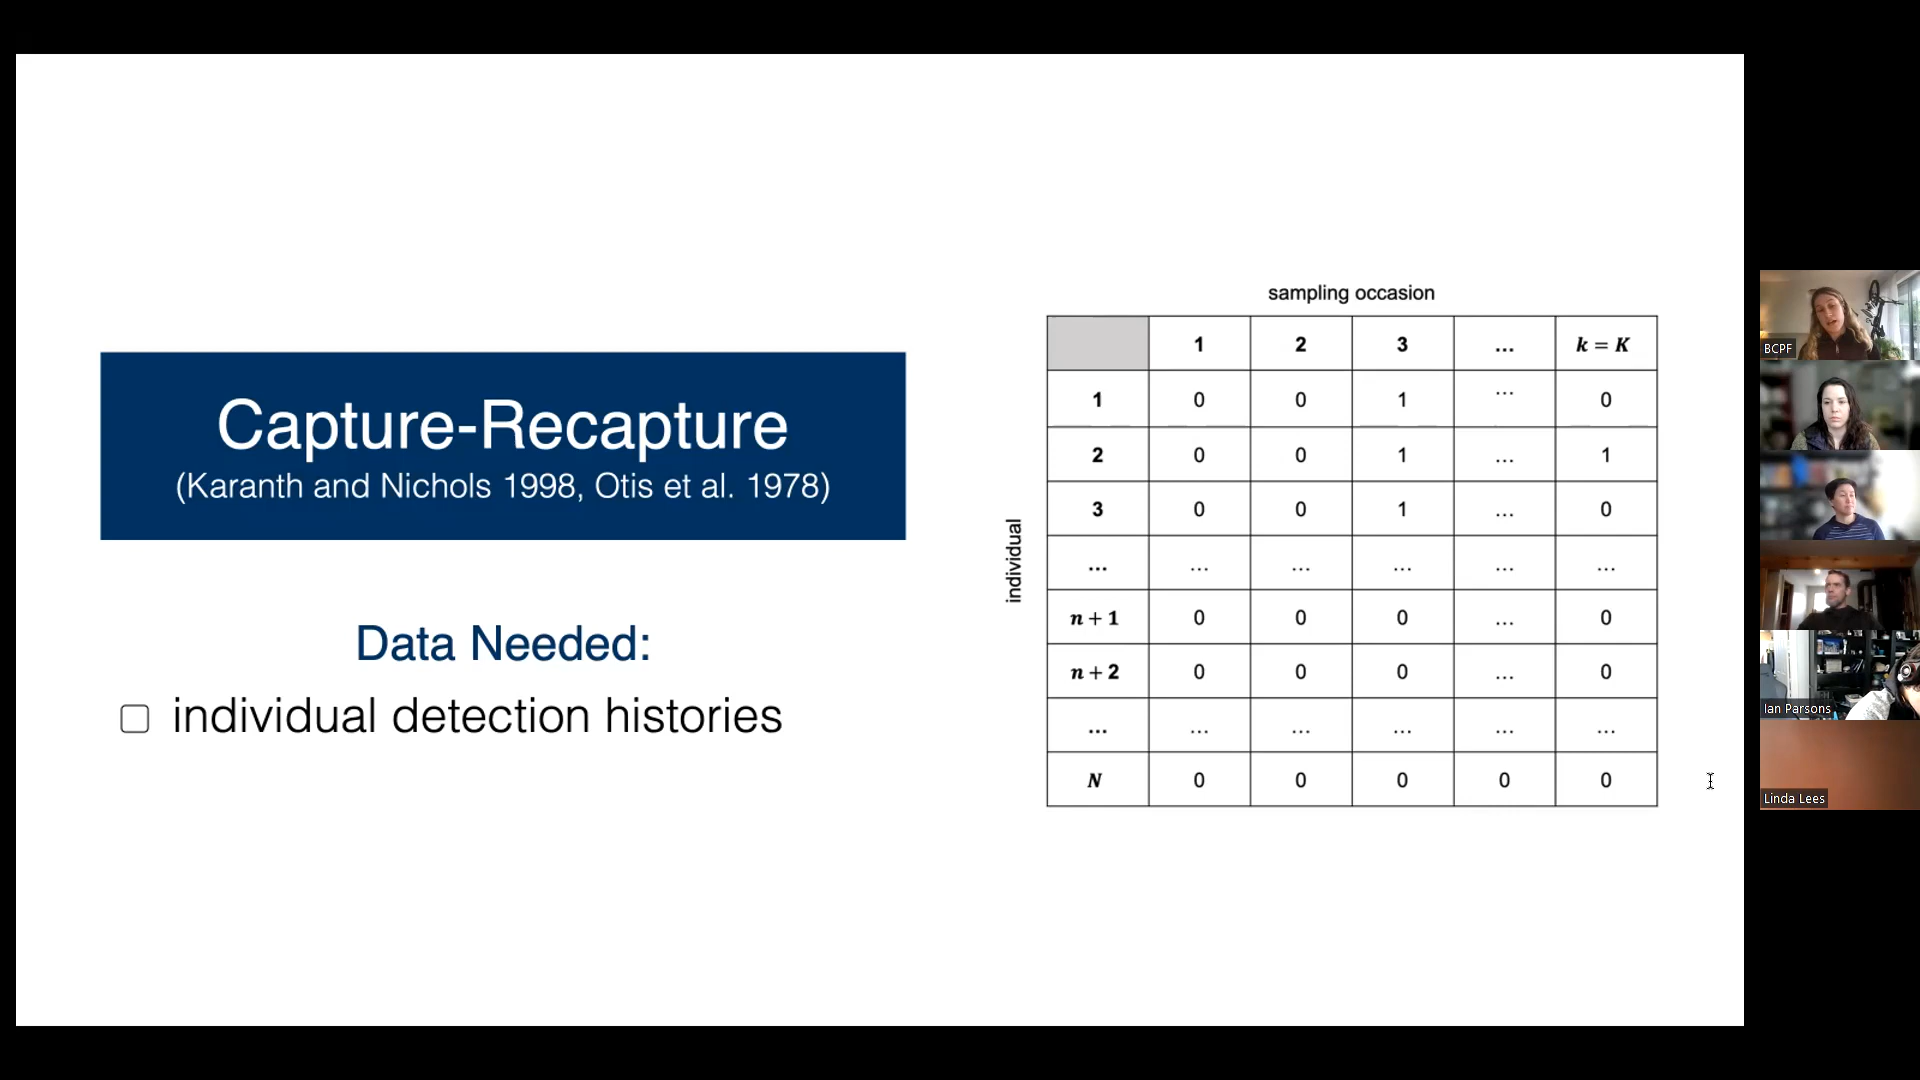 Capture-Recapture
(Karanth and Nichols 1998, Otis et al. 1978)
Data Needed:
individual detection histories
sampling occasion
individual
1 2 3 ... k = K
1 0 0 1 ... 0
2 0 0 1 ... 1
3 0 0 1 ... 0
... ... ... ... ... ...
n + 1 0 0 0 ... 0
n + 2 0 0 0 ... 0
... ... ... ... ... ...
N 0 0 0 0 0
BCPF
Ian Parsons
Linda Lees